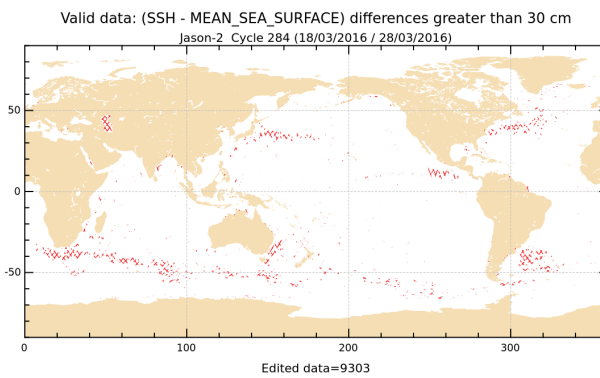 Valid data: (SSH - MEAN_SEA_SURFACE) differences greater than 30 cm
Jason-2  Cycle 284 (18/03/2016 / 28/03/2016)
50
0
-50
0 100 200 300
Edited data=9303